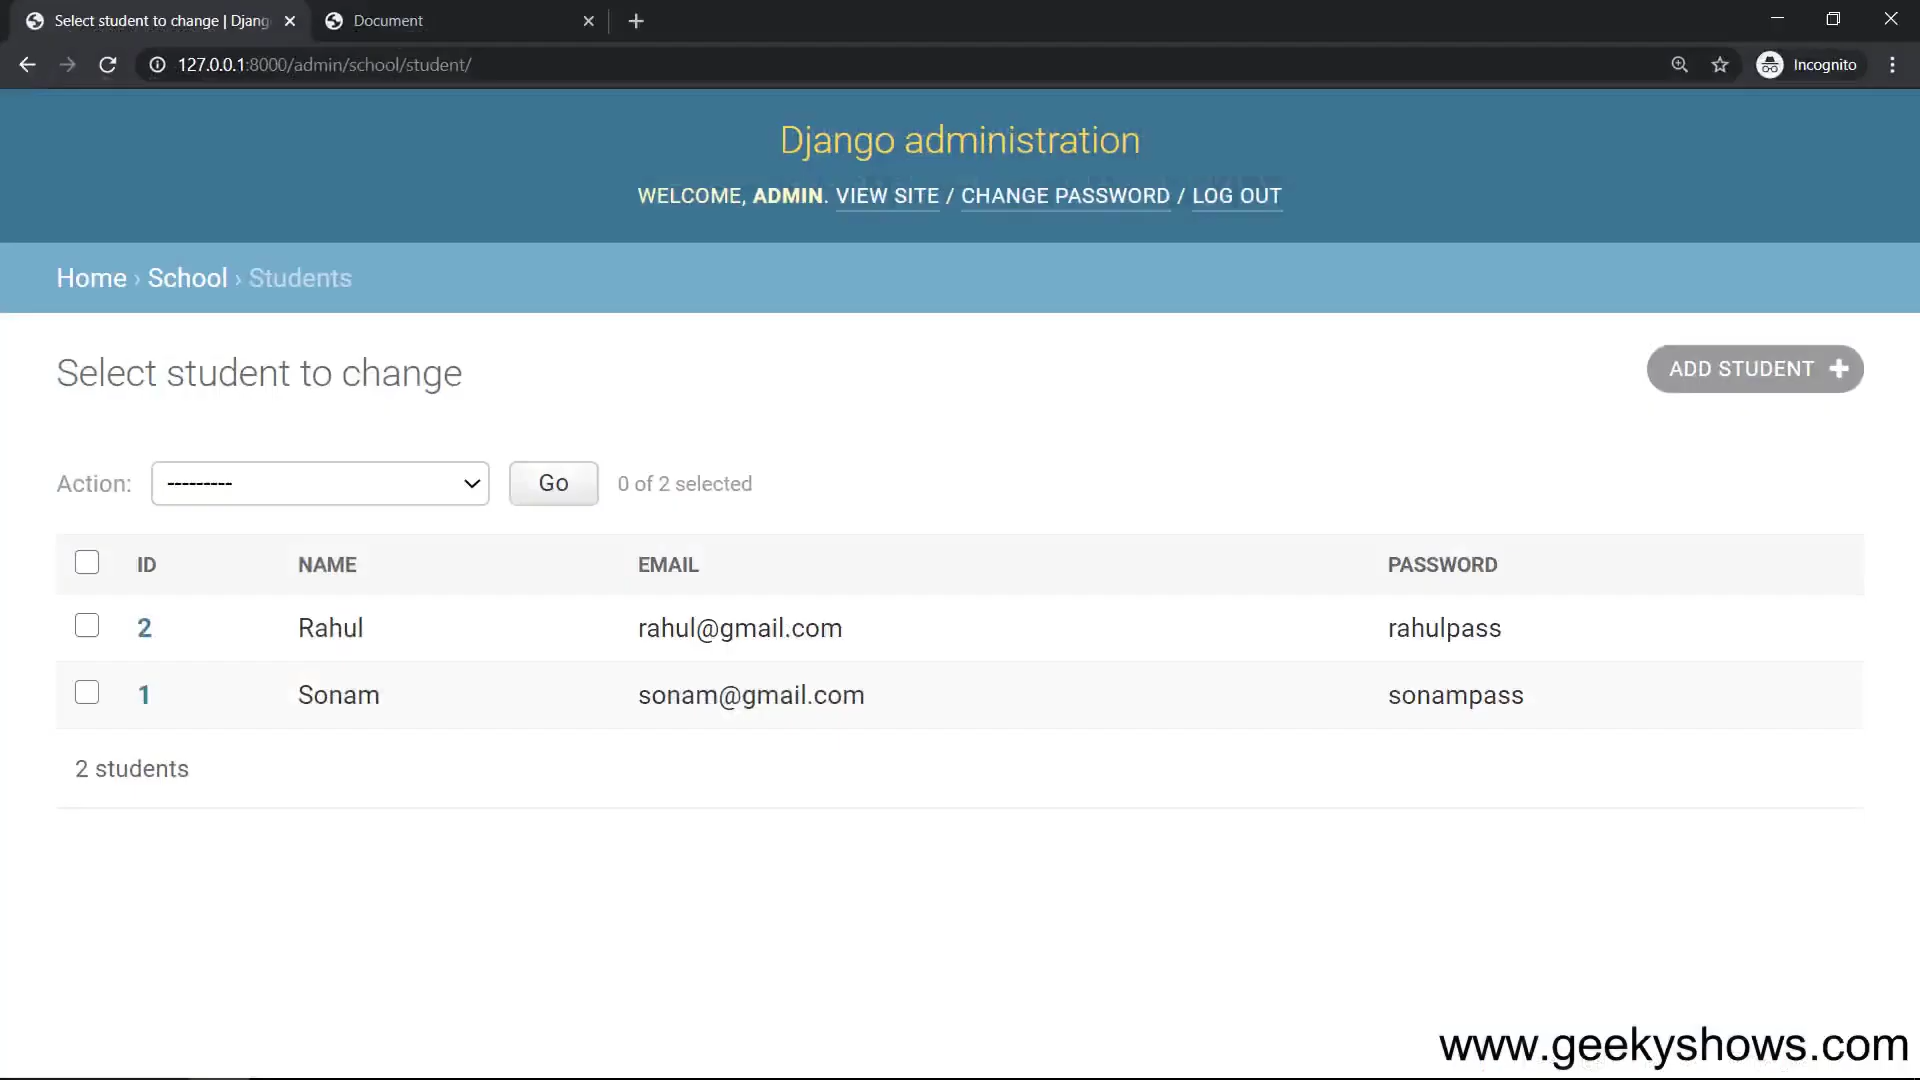 Select student to change | Djang
Document
127.0.0.1:8000/admin/school/student/
Incognito
Django administration
WELCOME, ADMIN. VIEW SITE / CHANGE PASSWORD / LOG OUT
Home › School › Students
Select student to change
ADD STUDENT +
Action: --------- Go 0 of 2 selected
ID NAME EMAIL PASSWORD
2 Rahul rahul@gmail.com rahulpass
1 Sonam sonam@gmail.com sonampass
2 students
www.geekyshows.com